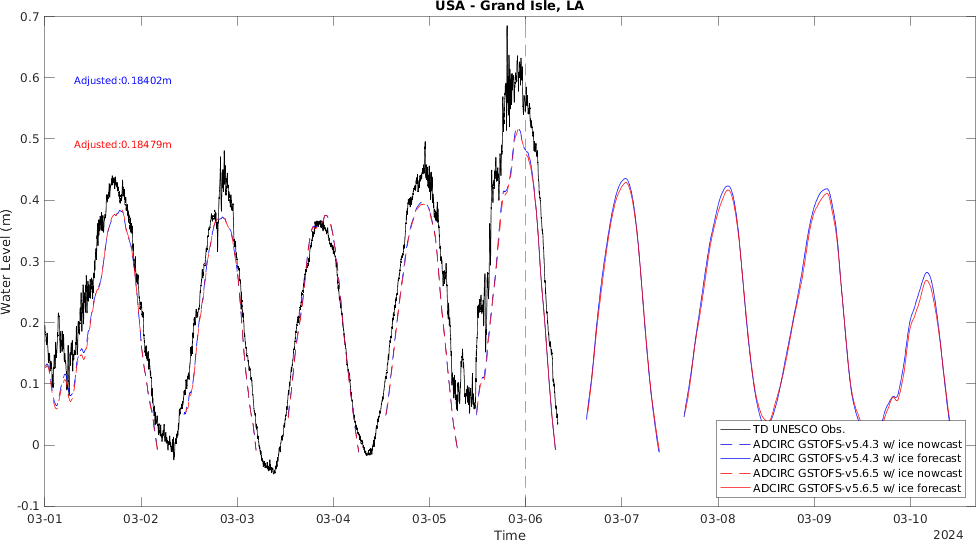 USA - Grand Isle, LA
0.7
0.6
0.5
0.4
0.3
0.2
0.1
0
-0.1
Water Level (m)
Adjusted:0.18402m
Adjusted:0.18479m
TD UNESCO Obs.
ADCIRC GSTOFS-v5.4.3 w/ ice nowcast
ADCIRC GSTOFS-v5.4.3 w/ ice forecast
ADCIRC GSTOFS-v5.6.5 w/ ice nowcast
ADCIRC GSTOFS-v5.6.5 w/ ice forecast
03-01 03-02 03-03 03-04 03-05 03-06 03-07 03-08 03-09 03-10
Time
2024